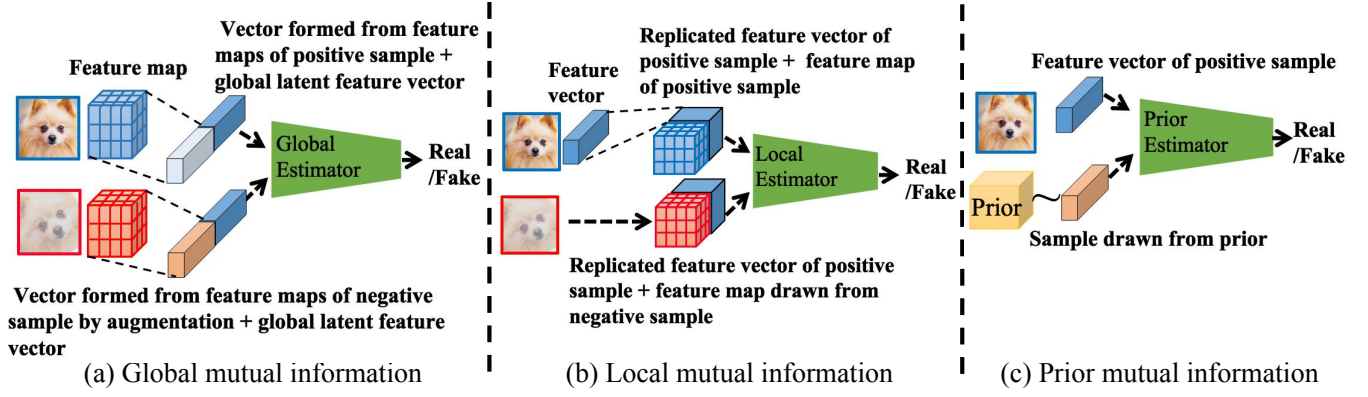 Vector formed from feature
maps of positive sample +
global latent feature vector
Feature map
Global
Estimator
Real
/Fake
Vector formed from feature maps of negative
sample by augmentation + global latent feature
vector
(a) Global mutual information
Replicated feature vector of
positive sample + feature map
of positive sample
Feature
vector
Local
Estimator
Real
/Fake
Replicated feature vector of positive
sample + feature map drawn from
negative sample
(b) Local mutual information
Feature vector of positive sample
Prior
Estimator
Real
/Fake
Prior
Sample drawn from prior
(c) Prior mutual information